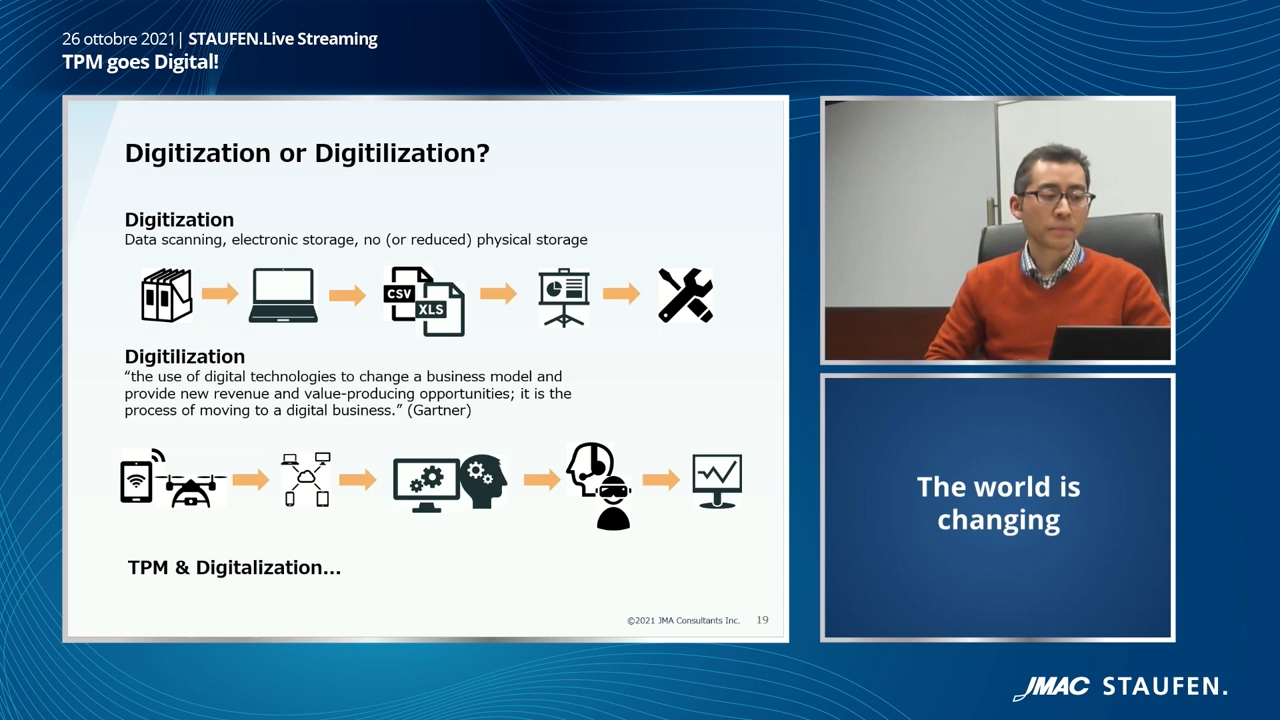 26 ottobre 2021| STAUFEN.Live Streaming
TPM goes Digital!
Digitization or Digitilization?
Digitization
Data scanning, electronic storage, no (or reduced) physical storage
CSV
XLS
Digitilization
“the use of digital technologies to change a business model and
provide new revenue and value-producing opportunities; it is the
process of moving to a digital business.” (Gartner)
TPM & Digitalization...
©2021 JMA Consultants Inc.
19
The world is
changing
JMAC STAUFEN.